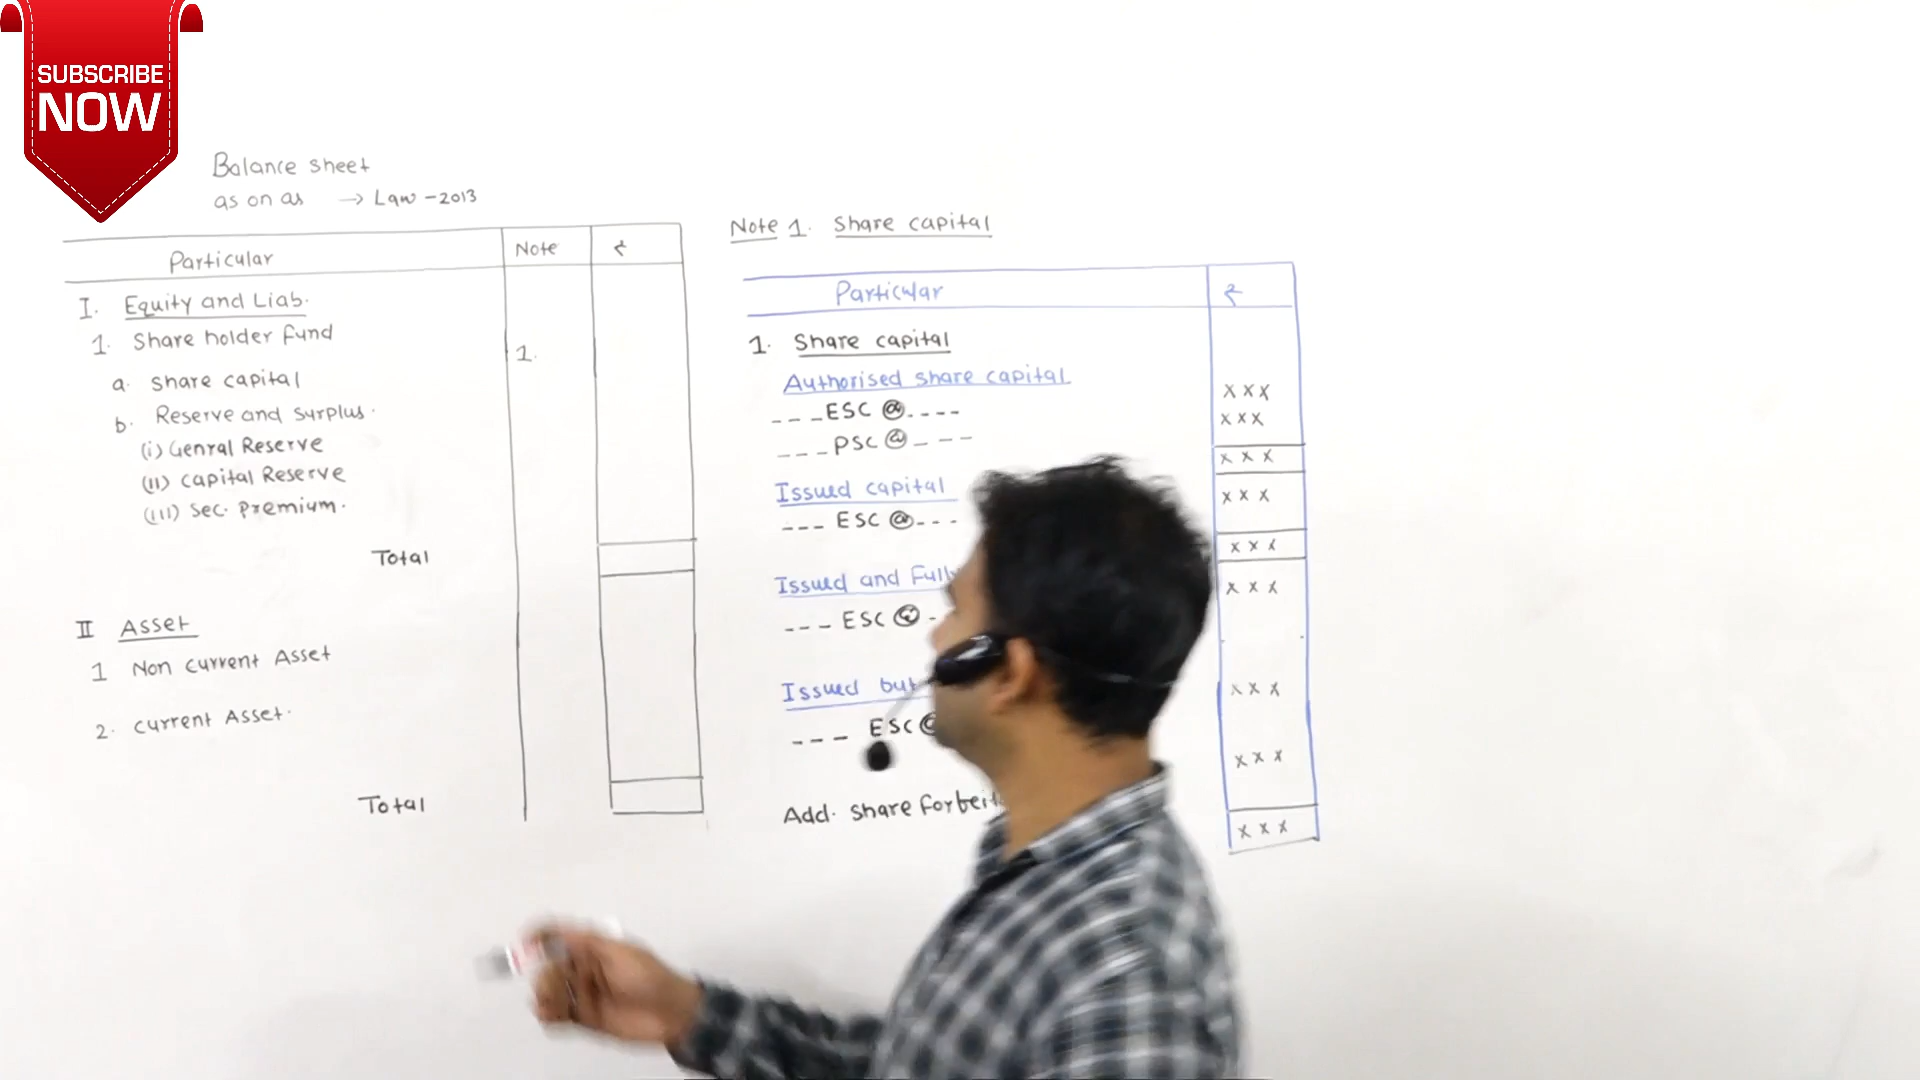 SUBSCRIBE
NOW
Balance sheet
as on as → Law - 2013
Particular Note ₹
I. Equity and Liab.
1. Share holder fund
1.
a. share capital
b. Reserve and surplus.
(i) Genral Reserve
(II) capital Reserve
(III) Sec. Premium.
Total
II Asset
1 Non current Asset
2. current Asset.
Total
Note 1. Share capital
Particular ₹
1. Share capital
Authorised share capital
---ESC @.---- xxx
---PSC @---- xxx
xxx
Issued capital xxx
--- ESC @---
xxx
Issued and Full xxx
--- ESC @-
Issued but xxx
--- ESC @
xxx
Add. share forfeit
xxx